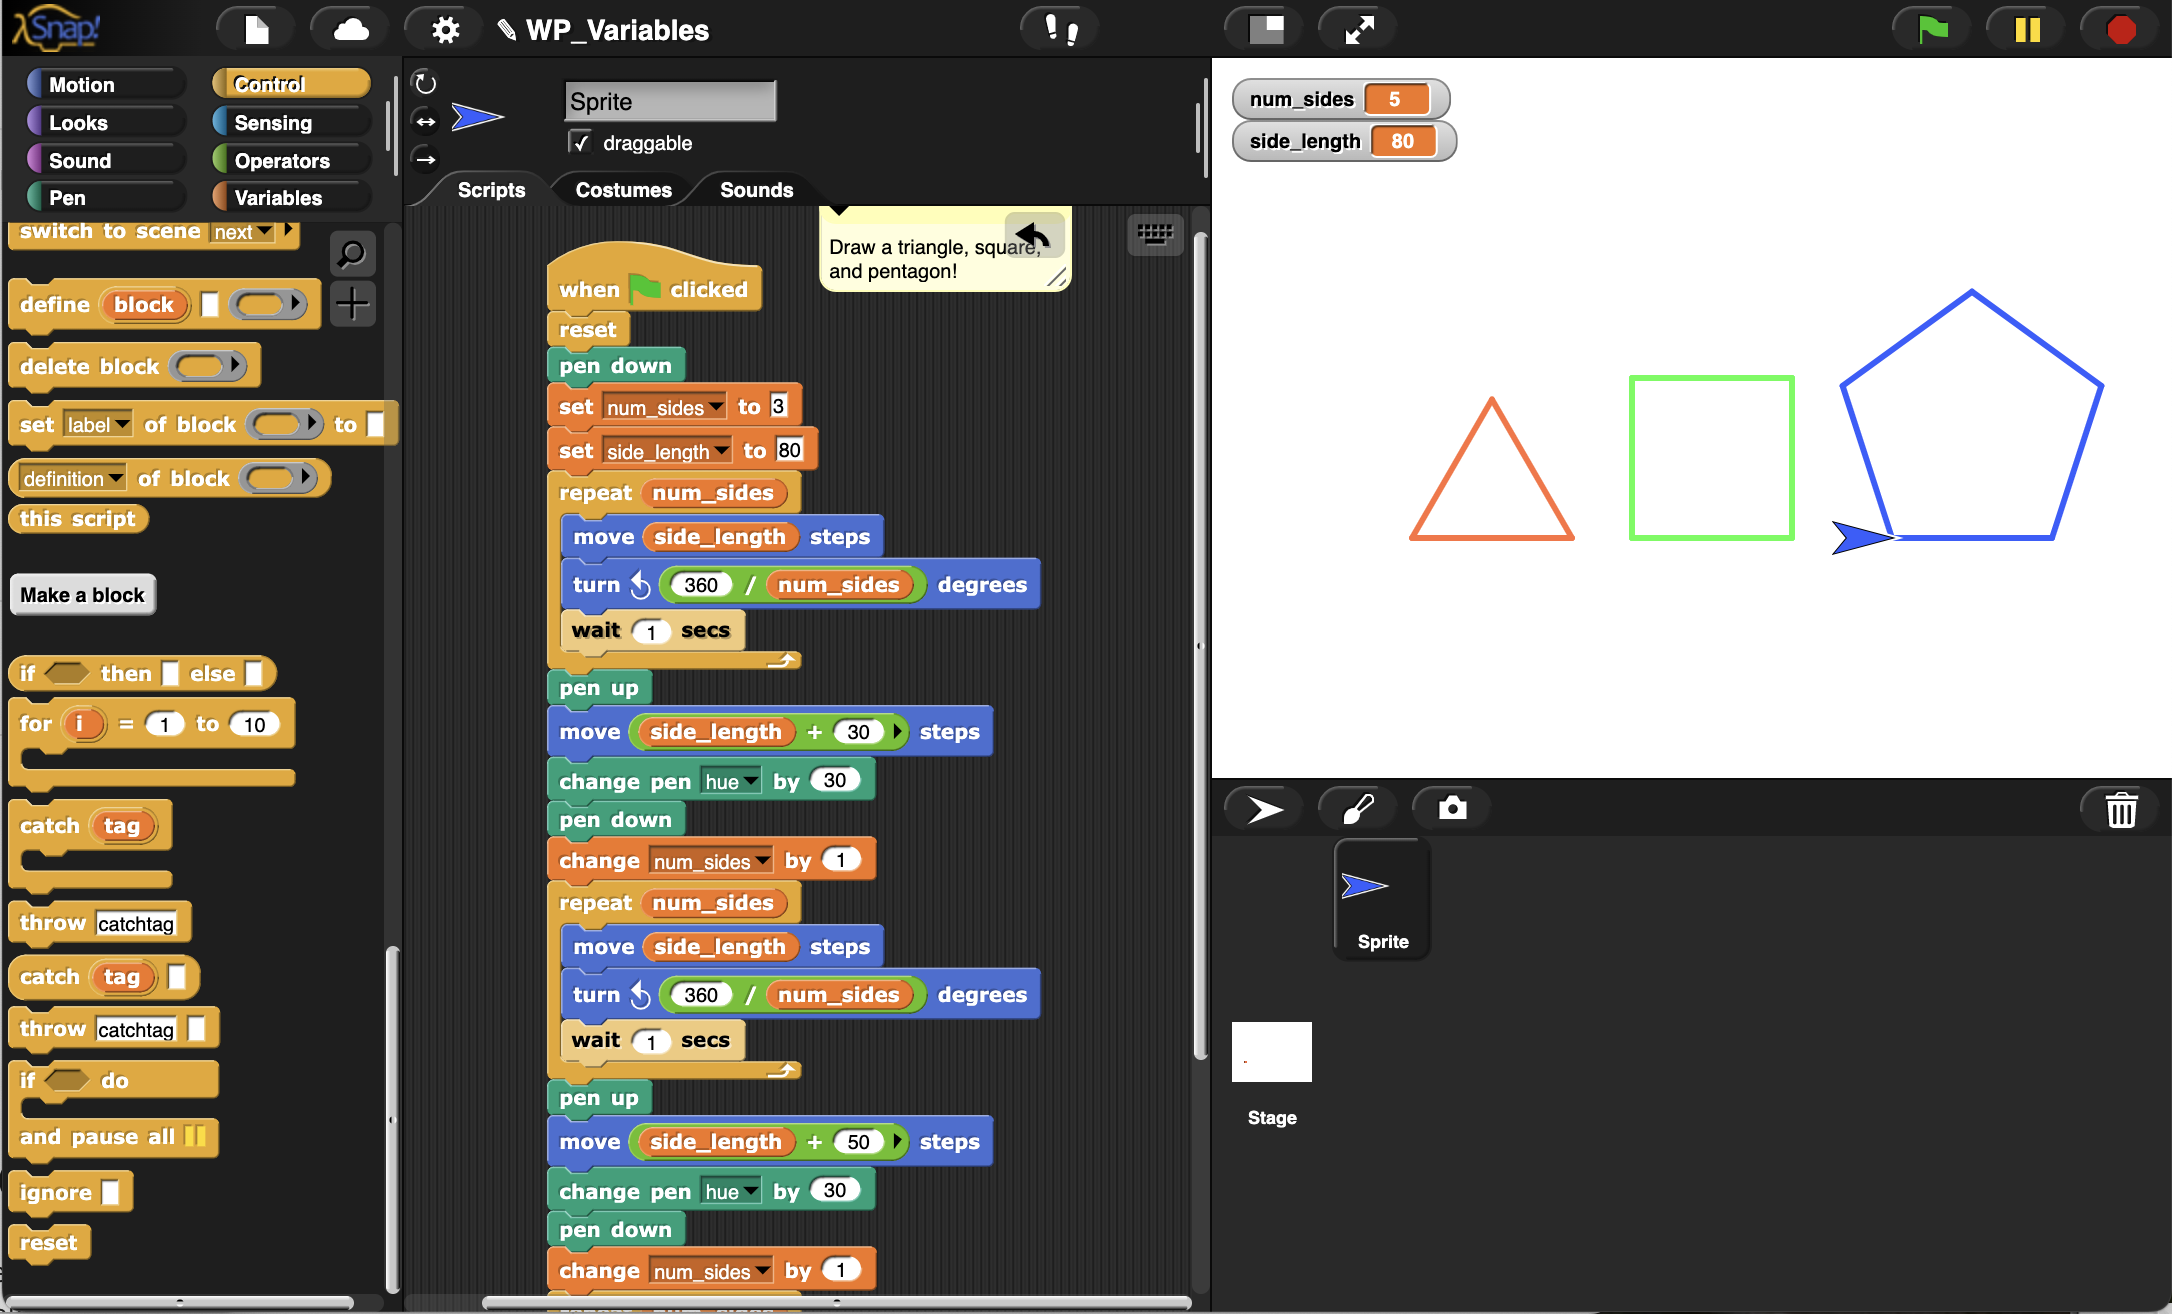 Snap!
WP_Variables
Motion
Control
Looks
Sensing
Sound
Operators
Pen
Variables
switch to scene next
define block
delete block
set label of block to
definition of block
this script
Make a block
if then else
for i = 1 to 10
catch tag
throw catchtag
catch tag
throw catchtag
if do
and pause all
ignore
reset
Sprite
draggable
Scripts
Costumes
Sounds
Draw a triangle, square,
and pentagon!
when clicked
reset
pen down
set num_sides to 3
set side_length to 80
repeat num_sides
move side_length steps
turn 360 / num_sides degrees
wait 1 secs
pen up
move side_length + 30 steps
change pen hue by 30
pen down
change num_sides by 1
repeat num_sides
move side_length steps
turn 360 / num_sides degrees
wait 1 secs
pen up
move side_length + 50 steps
change pen hue by 30
pen down
change num_sides by 1
num_sides 5
side_length 80
Sprite
Stage